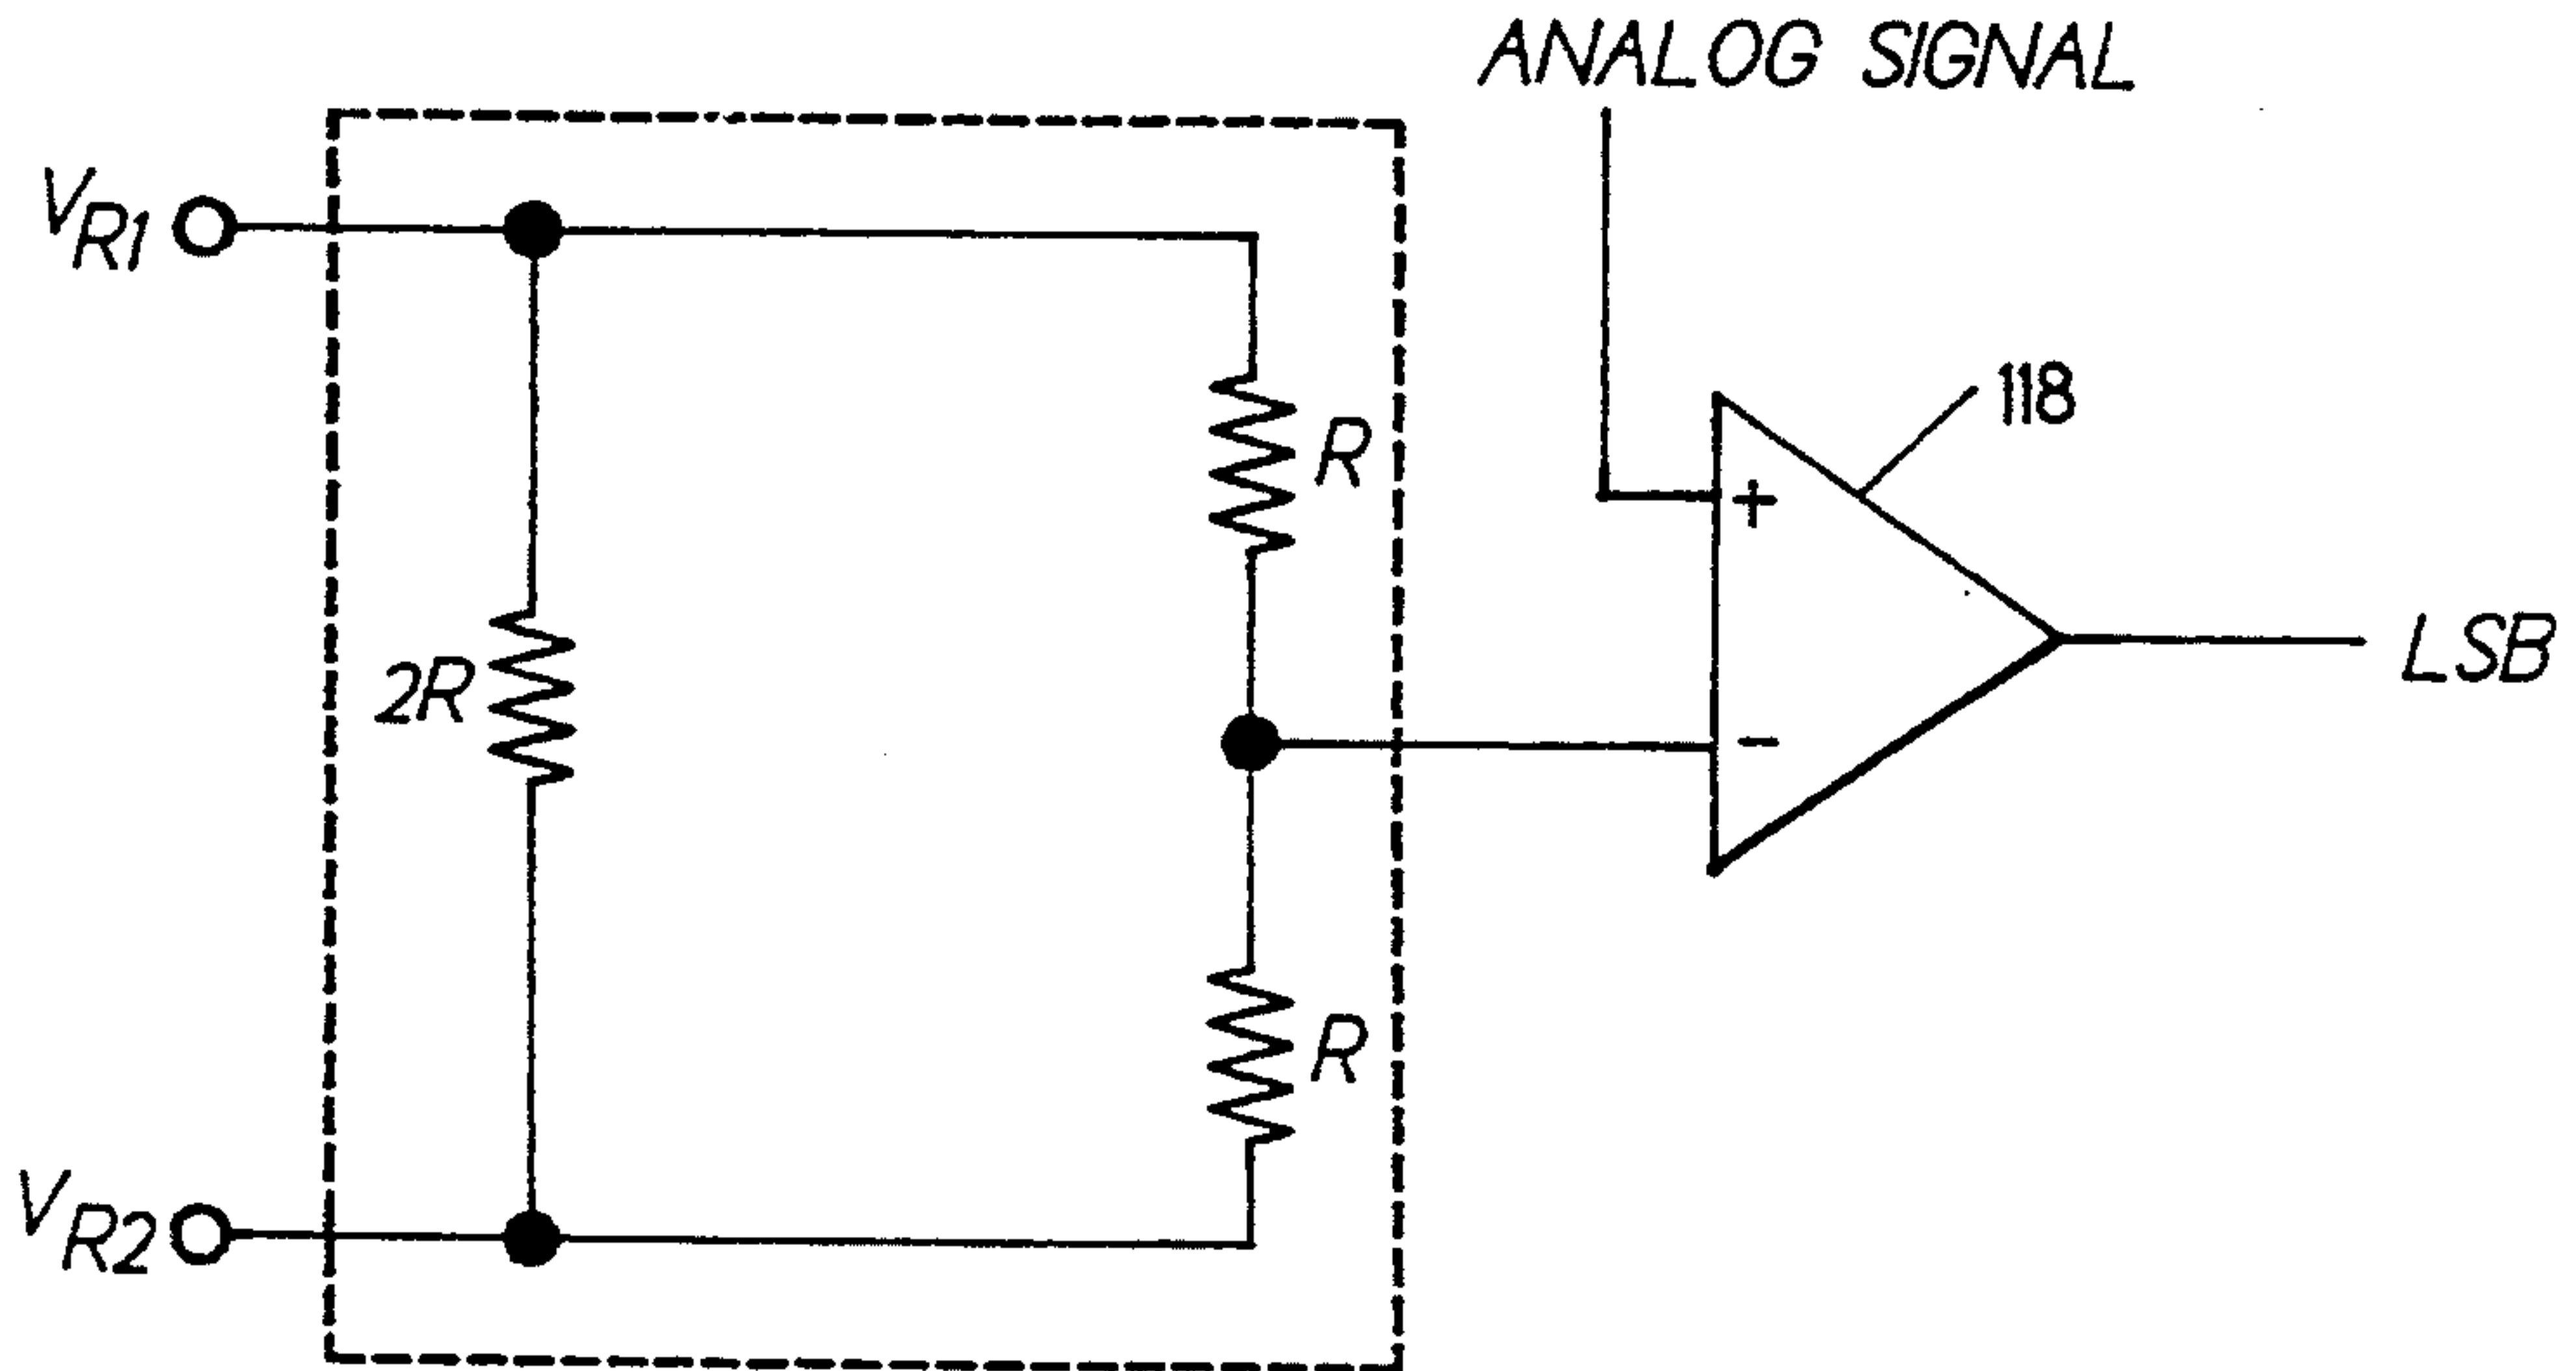 ANALOG SIGNAL
VR1
118
R
+
2R
LSB
-
R
VR2